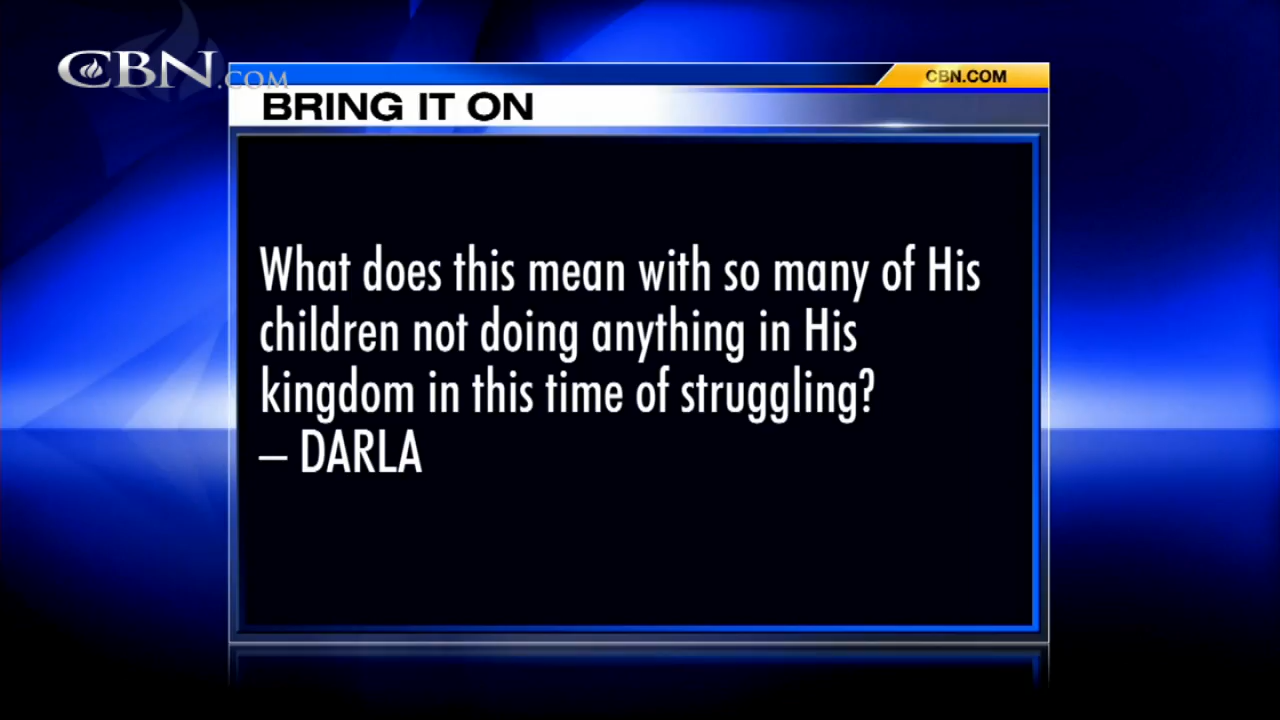 CBN.COM
CBN.COM
BRING IT ON
What does this mean with so many of His
children not doing anything in His
kingdom in this time of struggling?
– DARLA